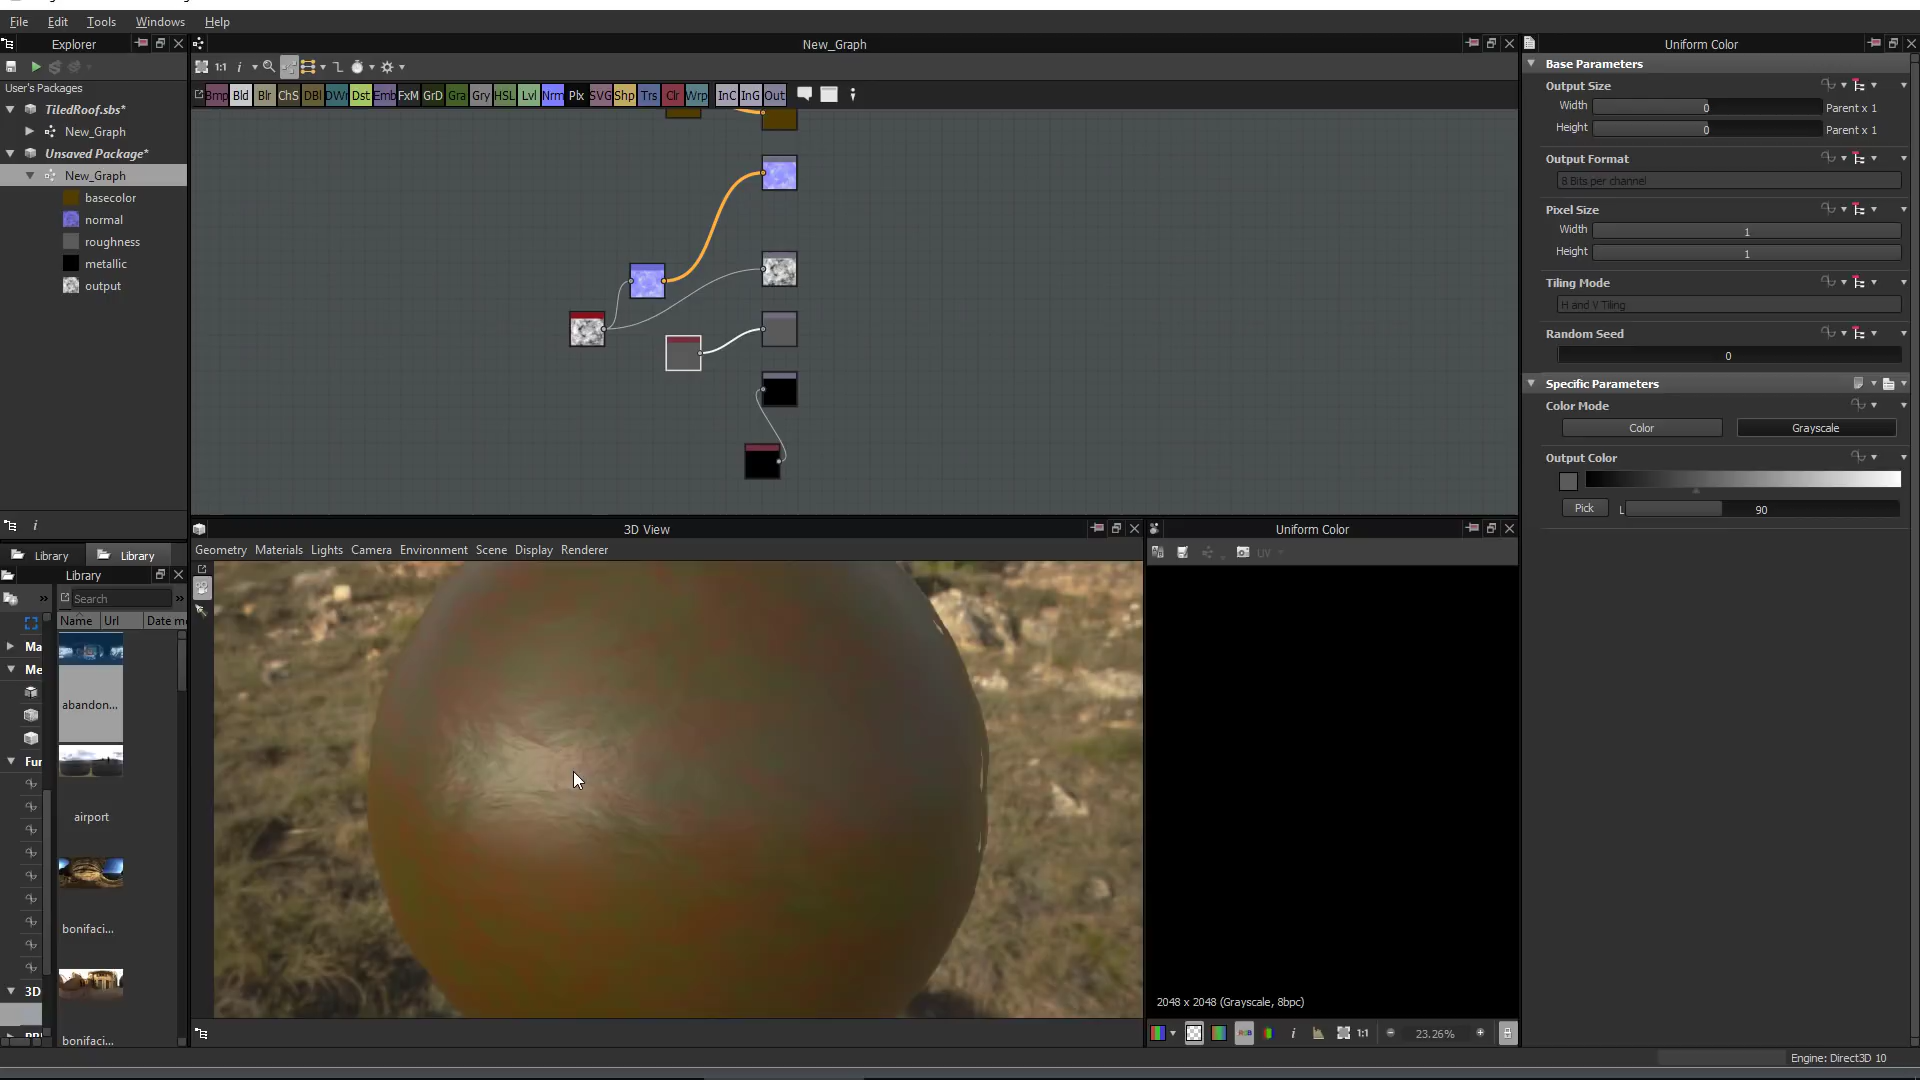 File Edit Tools Windows Help
Explorer
New_Graph
Uniform Color
1:1
Base Parameters
User's Packages
Output Size
Bmp Bld Blr ChS DBl DWr Dst Emb FxM GrD Gra Gry HSL Lvl Nrm Plx SVG Shp Trs Clr Wrp InC InG Out
Width 0 Parent x 1
TiledRoof.sbs*
Height 0 Parent x 1
New_Graph
Unsaved Package*
Output Format
New_Graph
8 Bits per channel
basecolor
Pixel Size
normal
Width 1
roughness
Height 1
metallic
Tiling Mode
output
H and V Tiling
Random Seed
0
Specific Parameters
Color Mode
Color Grayscale
Output Color
Pick L 90
3D View
Uniform Color
Geometry Materials Lights Camera Environment Scene Display Renderer
UV
Library Library
Library
Search
Name Url Date mo
Ma
Me
abandon...
Fur
airport
bonifaci...
3D
2048 x 2048 (Grayscale, 8bpc)
bonifaci...
1:1 23.26%
Engine: Direct3D 10